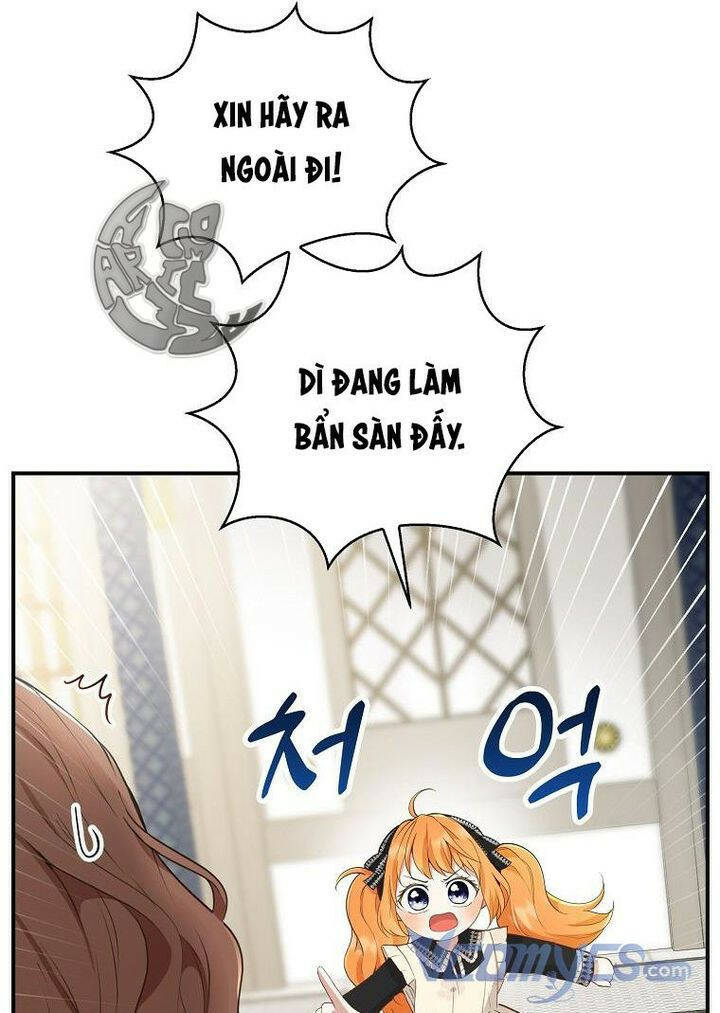 XIN HÃY RA
NGOÀI ĐI!
DÌ ĐANG LÀM
BẨN SÀN ĐẤY.
처억